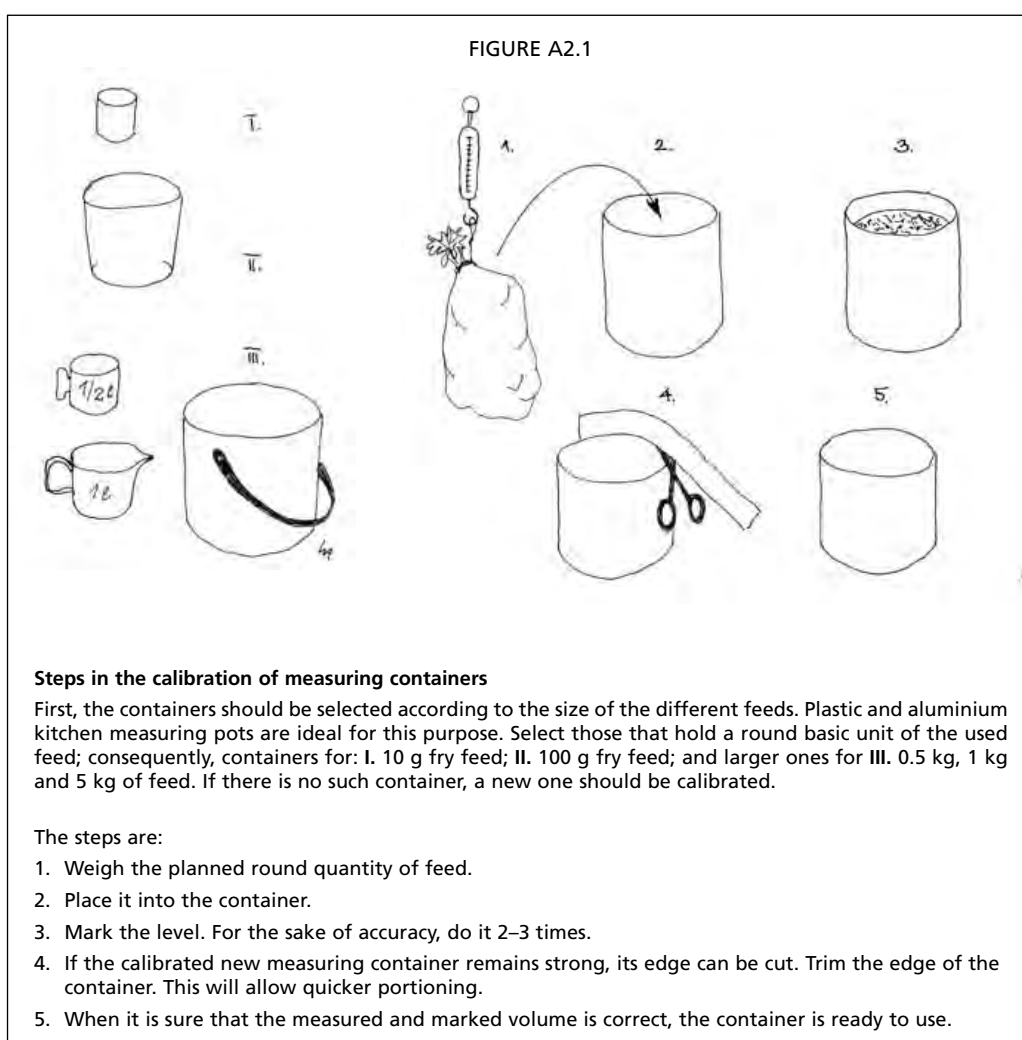 FIGURE A2.1
I.
II.
III.
1/2 l
1 l
1.
2.
3.
4.
5.
Steps in the calibration of measuring containers
First, the containers should be selected according to the size of the different feeds. Plastic and aluminium
kitchen measuring pots are ideal for this purpose. Select those that hold a round basic unit of the used
feed; consequently, containers for: I. 10 g fry feed; II. 100 g fry feed; and larger ones for III. 0.5 kg, 1 kg
and 5 kg of feed. If there is no such container, a new one should be calibrated.
The steps are:
1. Weigh the planned round quantity of feed.
2. Place it into the container.
3. Mark the level. For the sake of accuracy, do it 2–3 times.
4. If the calibrated new measuring container remains strong, its edge can be cut. Trim the edge of the
container. This will allow quicker portioning.
5. When it is sure that the measured and marked volume is correct, the container is ready to use.